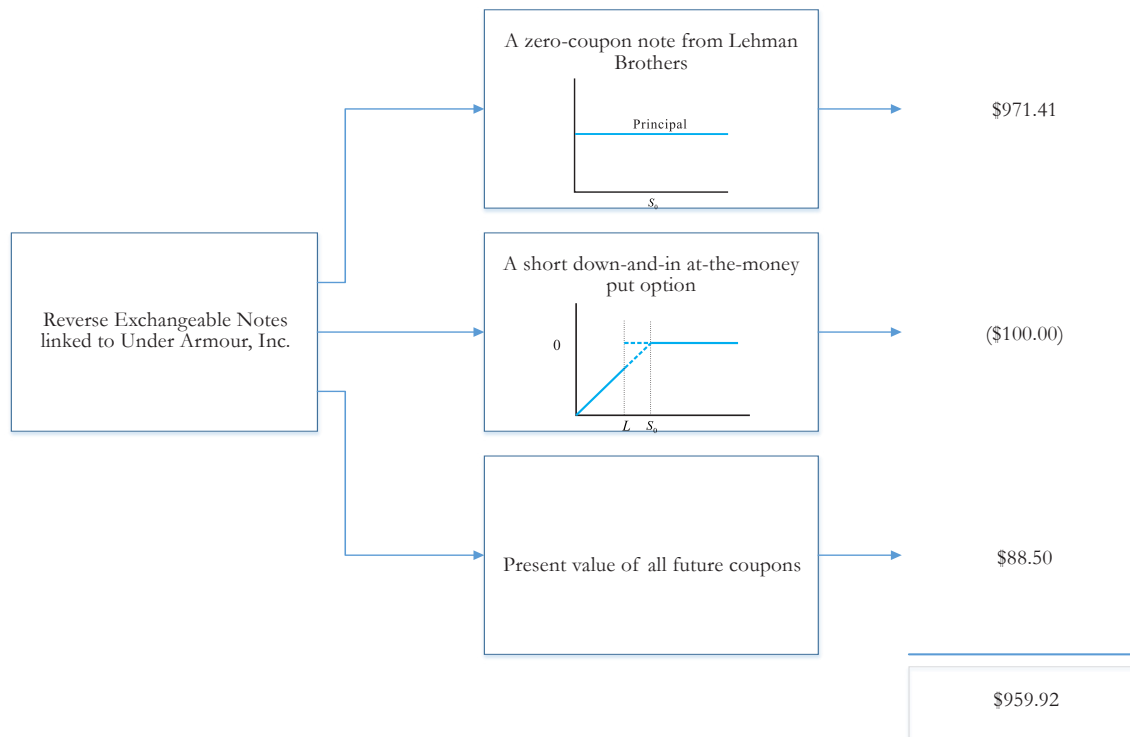 A zero-coupon note from Lehman
Brothers
Principal
S₀
$971.41
Reverse Exchangeable Notes
linked to Under Armour, Inc.
A short down-and-in at-the-money
put option
0
L S₀
($100.00)
Present value of all future coupons
$88.50
$959.92